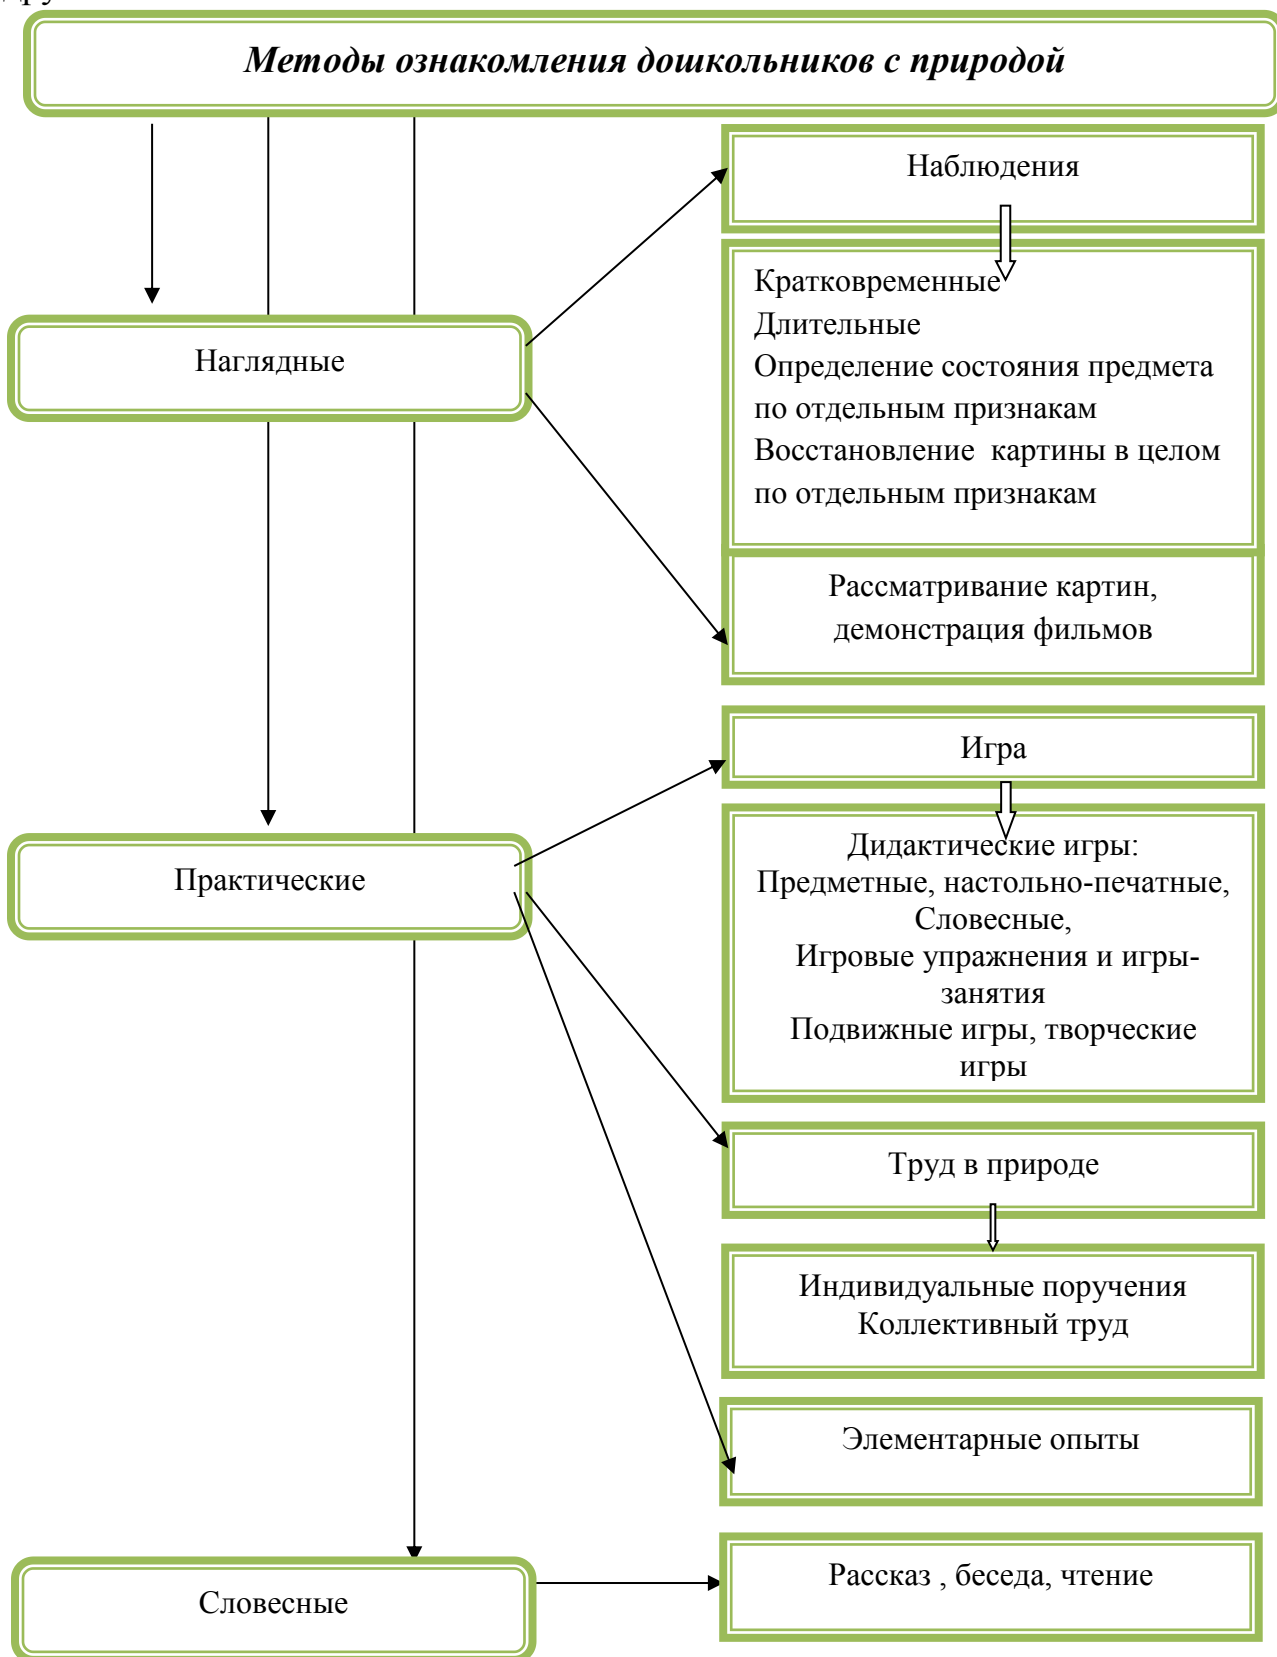 Методы ознакомления дошкольников с природой
Наблюдения
Кратковременные
Длительные
Определение состояния предмета
по отдельным признакам
Восстановление картины в целом
по отдельным признакам
Наглядные
Рассматривание картин,
демонстрация фильмов
Игра
Дидактические игры:
Предметные, настольно-печатные,
Словесные,
Игровые упражнения и игры-
занятия
Подвижные игры, творческие
игры
Практические
Труд в природе
Индивидуальные поручения
Коллективный труд
Элементарные опыты
Рассказ , беседа, чтение
Словесные